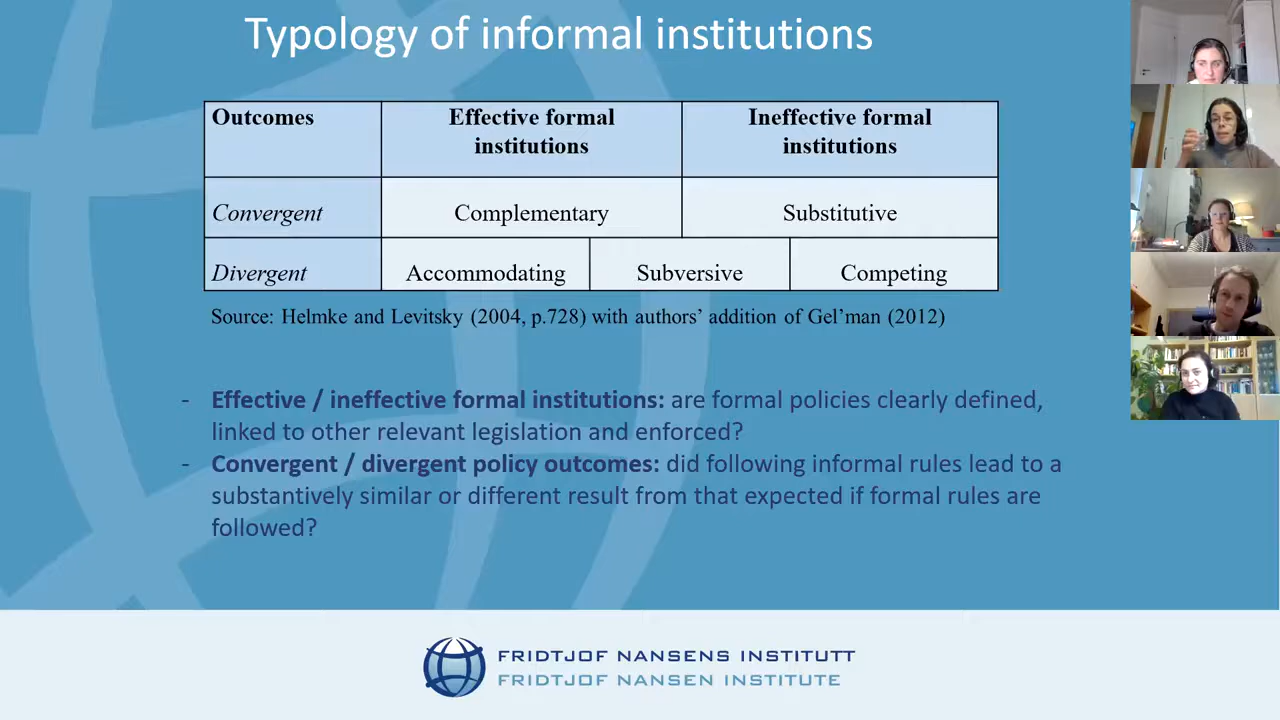 Typology of informal institutions
Outcomes
Effective formal
institutions
Ineffective formal
institutions
Convergent
Complementary
Substitutive
Divergent
Accommodating
Subversive
Competing
Source: Helmke and Levitsky (2004, p.728) with authors’ addition of Gel’man (2012)
- Effective / ineffective formal institutions: are formal policies clearly defined,
linked to other relevant legislation and enforced?
- Convergent / divergent policy outcomes: did following informal rules lead to a
substantively similar or different result from that expected if formal rules are
followed?
FRIDTJOF NANSENS INSTITUTT
FRIDTJOF NANSEN INSTITUTE